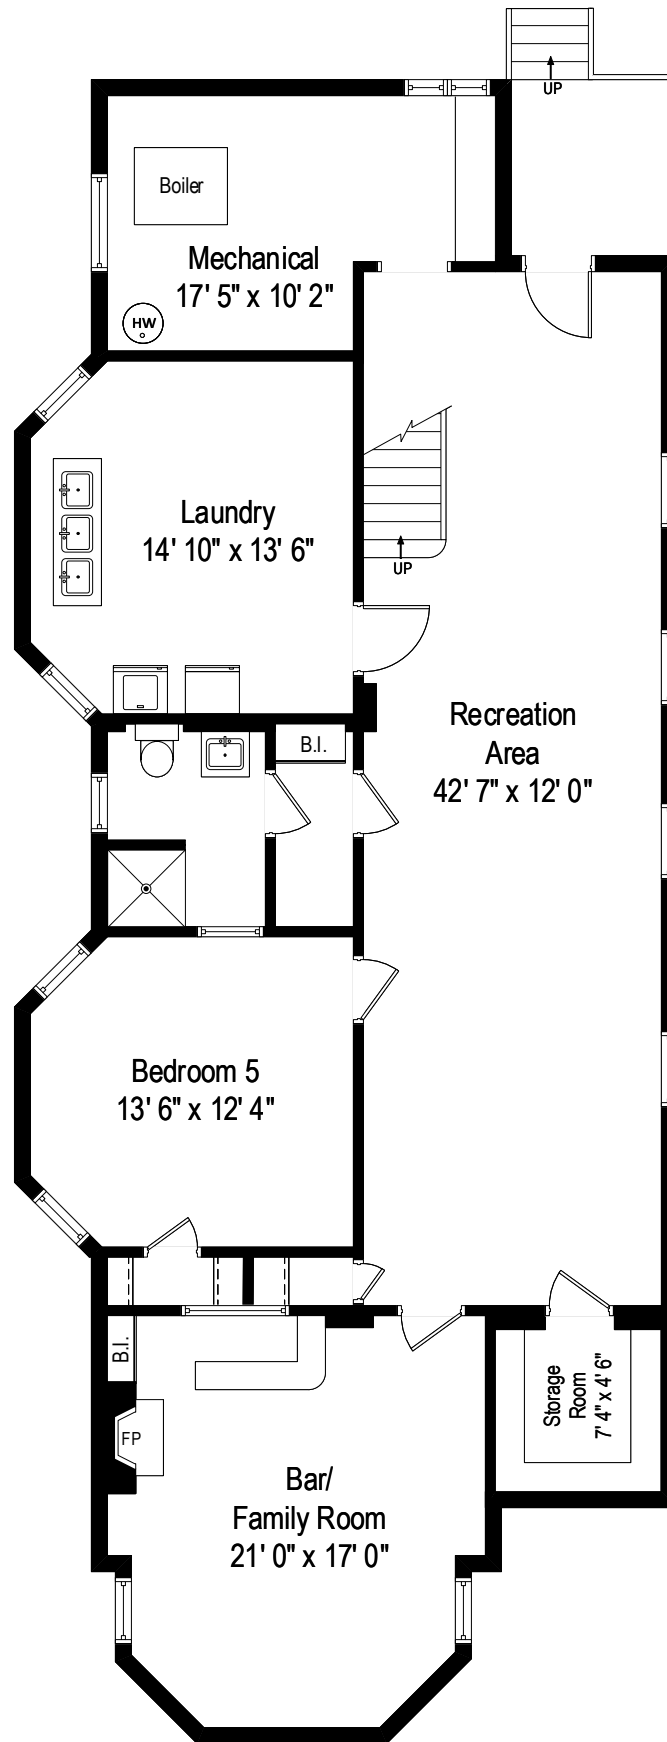 UP
Boiler
Mechanical
17' 5" x 10' 2"
HW
Laundry
14' 10" x 13' 6"
UP
Recreation
Area
42' 7" x 12' 0"
B.I.
Bedroom 5
13' 6" x 12' 4"
B.I.
FP
Storage
Room
7' 4" x 4' 6"
Bar/
Family Room
21' 0" x 17' 0"